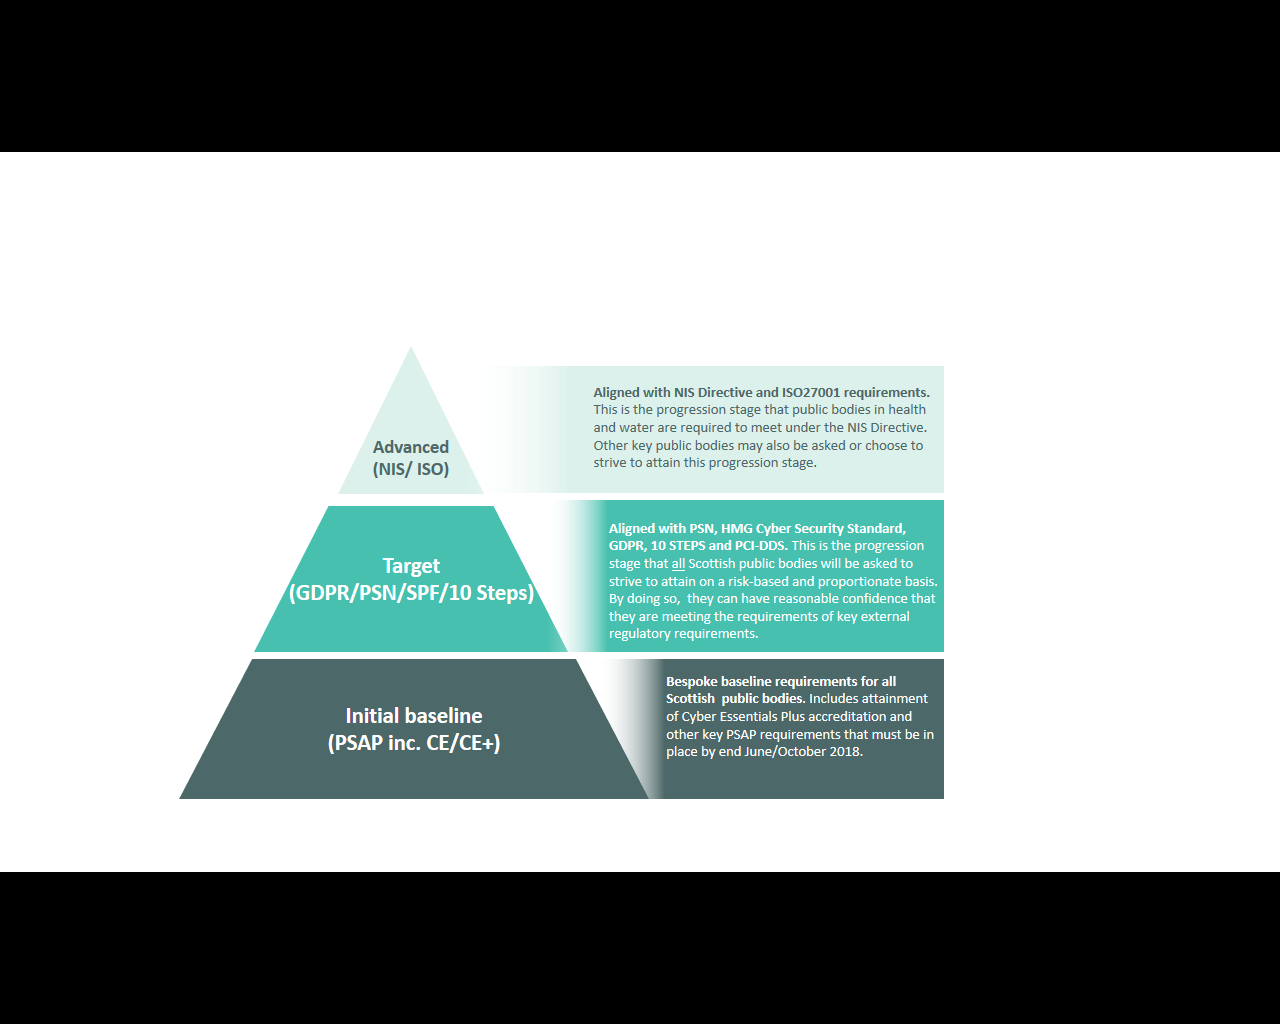 Advanced
(NIS/ ISO)
Aligned with NIS Directive and ISO27001 requirements.
This is the progression stage that public bodies in health
and water are required to meet under the NIS Directive.
Other key public bodies may also be asked or choose to
strive to attain this progression stage.
Target
(GDPR/PSN/SPF/10 Steps)
Aligned with PSN, HMG Cyber Security Standard,
GDPR, 10 STEPS and PCI-DDS. This is the progression
stage that all Scottish public bodies will be asked to
strive to attain on a risk-based and proportionate basis.
By doing so,  they can have reasonable confidence that
they are meeting the requirements of key external
regulatory requirements.
Initial baseline
(PSAP inc. CE/CE+)
Bespoke baseline requirements for all
Scottish  public bodies. Includes attainment
of Cyber Essentials Plus accreditation and
other key PSAP requirements that must be in
place by end June/October 2018.